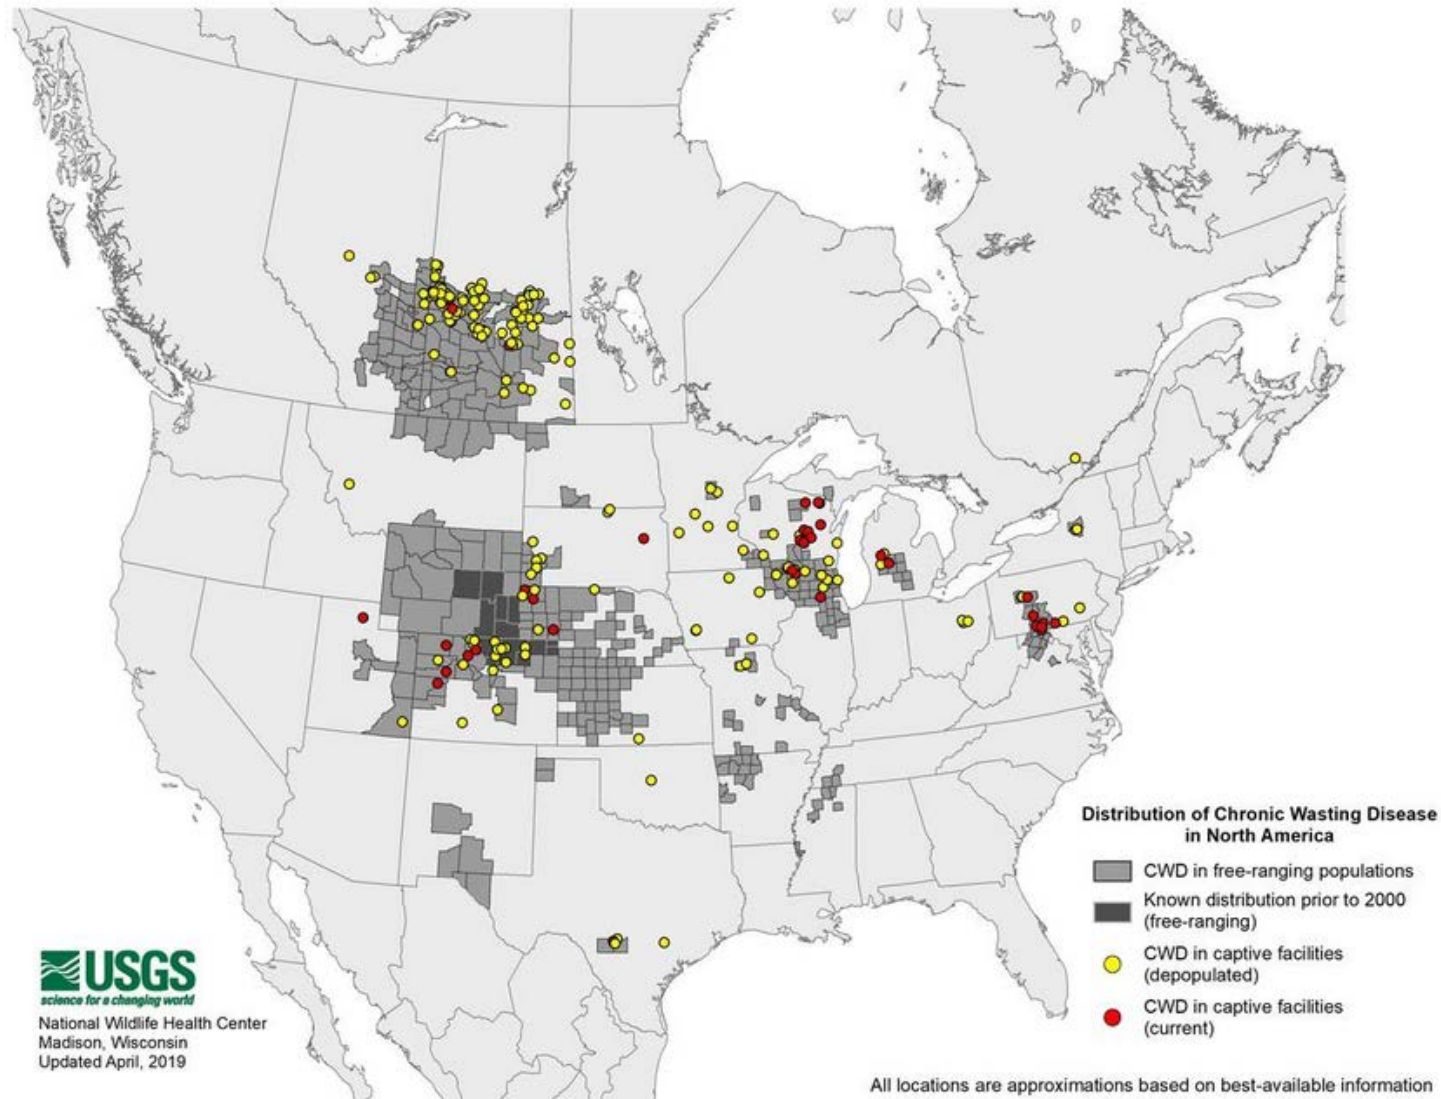 Distribution of Chronic Wasting Disease
in North America
CWD in free-ranging populations
Known distribution prior to 2000
(free-ranging)
CWD in captive facilities
(depopulated)
CWD in captive facilities
(current)
USGS
science for a changing world
National Wildlife Health Center
Madison, Wisconsin
Updated April, 2019
All locations are approximations based on best-available information